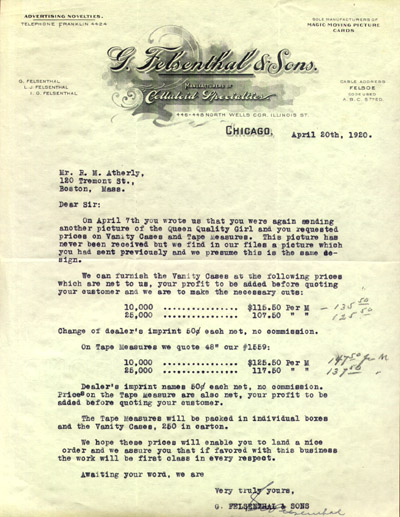 ADVERTISING NOVELTIES.
TELEPHONE FRANKLIN 4424
SOLE MANUFACTURERS OF
MAGIC MOVING PICTURE
CARDS
G. Felsenthal & Sons.
MANUFACTURERS OF
Celluloid Specialties.
G. FELSENTHAL
L. J. FELSENTHAL
I. G. FELSENTHAL
CABLE ADDRESS
FELSOE
CODE USED
A.B.C. 5TH ED.
446-448 NORTH WELLS COR. ILLINOIS ST.
CHICAGO, April 20th, 1920.
Mr. R. M. Atherly,
120 Tremont St.,
Boston, Mass.
Dear Sir:
On April 7th you wrote us that you were again sending
another picture of the Queen Quality Girl and you requested
prices on Vanity Cases and Tape Measures. This picture has
never been received but we find in our files a picture which
you had sent previously and we presume this is the same de-
sign.
We can furnish the Vanity Cases at the following prices
which are net to us, your profit to be added before quoting
your customer and we are to make the necessary cuts:
10,000 ............... $115.50 Per M - 135.50
25,000 ............... 107.50 " " - 125.50
Change of dealer's imprint 50¢ each net, no commission.
On Tape Measures we quote 48" our #1559:
10,000 ............... $125.50 Per M 147.50 per M
25,000 ............... 117.50 " " 137.50
Dealer's imprint names 50¢ each net, no commission.
Prices on the Tape Measure are also net, your profit to be
added before quoting your customer.
The Tape Measures will be packed in individual boxes
and the Vanity Cases, 250 in carton.
We hope these prices will enable you to land a nice
order and we assure you that if favored with this business
the work will be first class in every respect.
Awaiting your word, we are
Very truly yours,
G. FELSENTHAL & SONS
Felsenthal